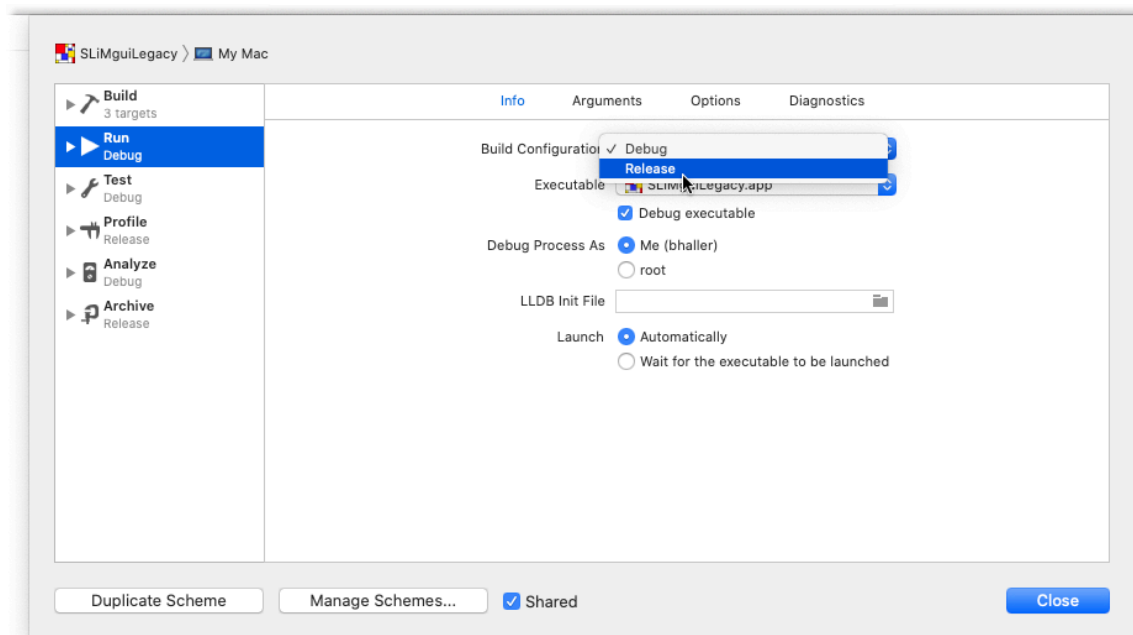 SLiMguiLegacy 〉 My Mac
Build
3 targets
Run
Debug
Test
Debug
Profile
Release
Analyze
Debug
Archive
Release
Info Arguments Options Diagnostics
Build Configuration ✓ Debug
Release
Executable SLiMguiLegacy.app
Debug executable
Debug Process As Me (bhaller)
root
LLDB Init File
Launch Automatically
Wait for the executable to be launched
Duplicate Scheme Manage Schemes... Shared Close